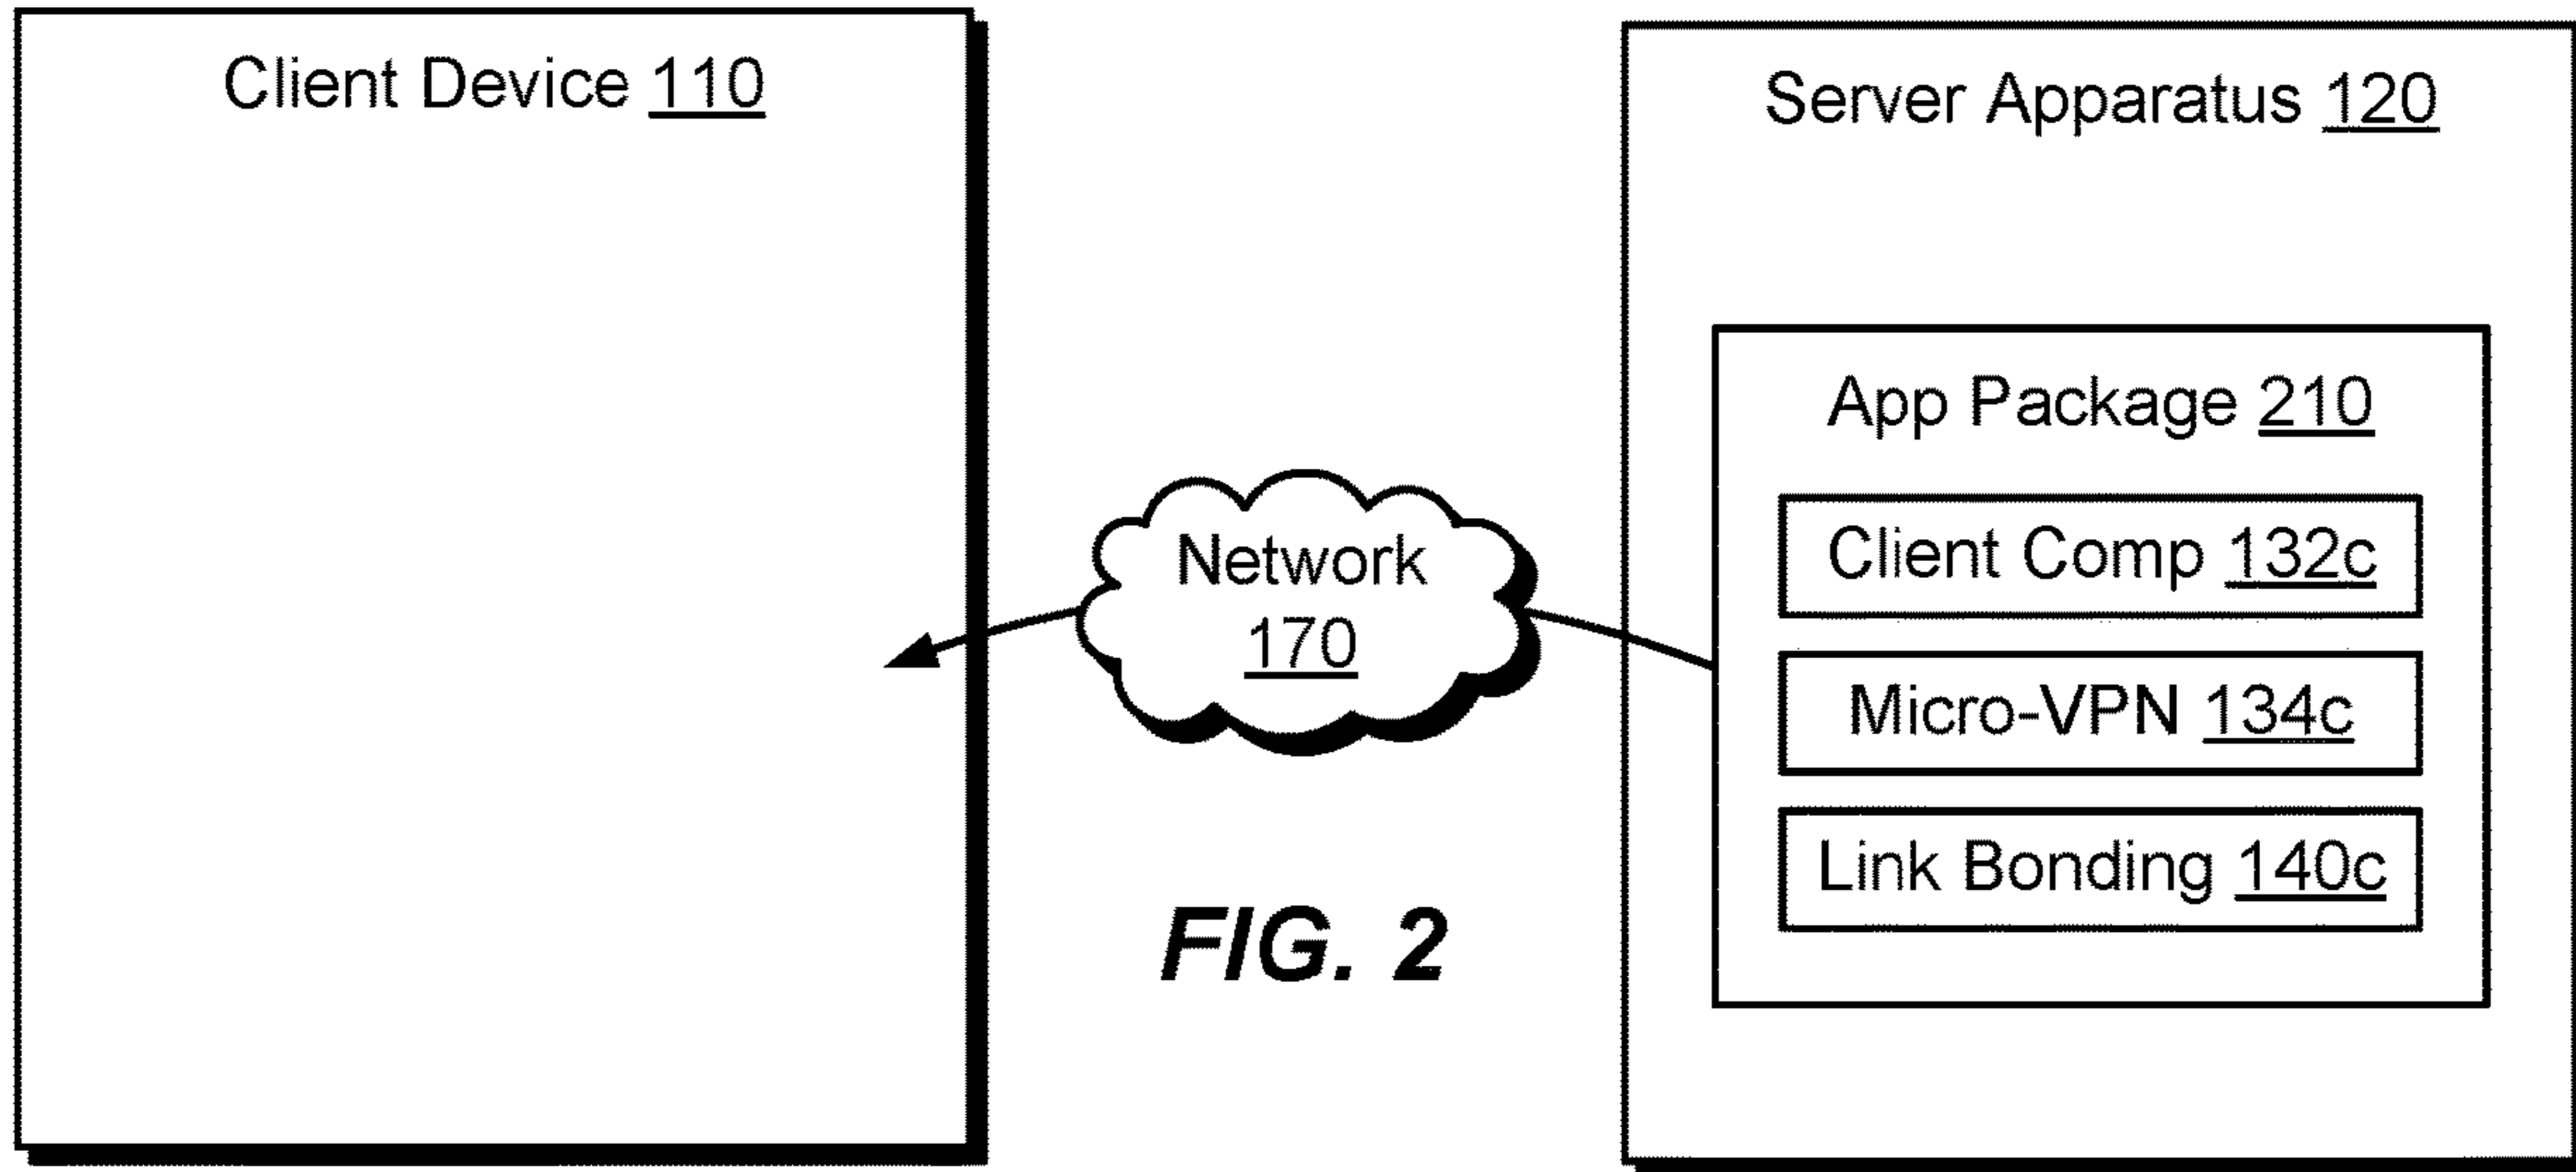 Client Device 110
Server Apparatus 120
App Package 210
Client Comp 132c
Micro-VPN 134c
Link Bonding 140c
Network
170
FIG. 2